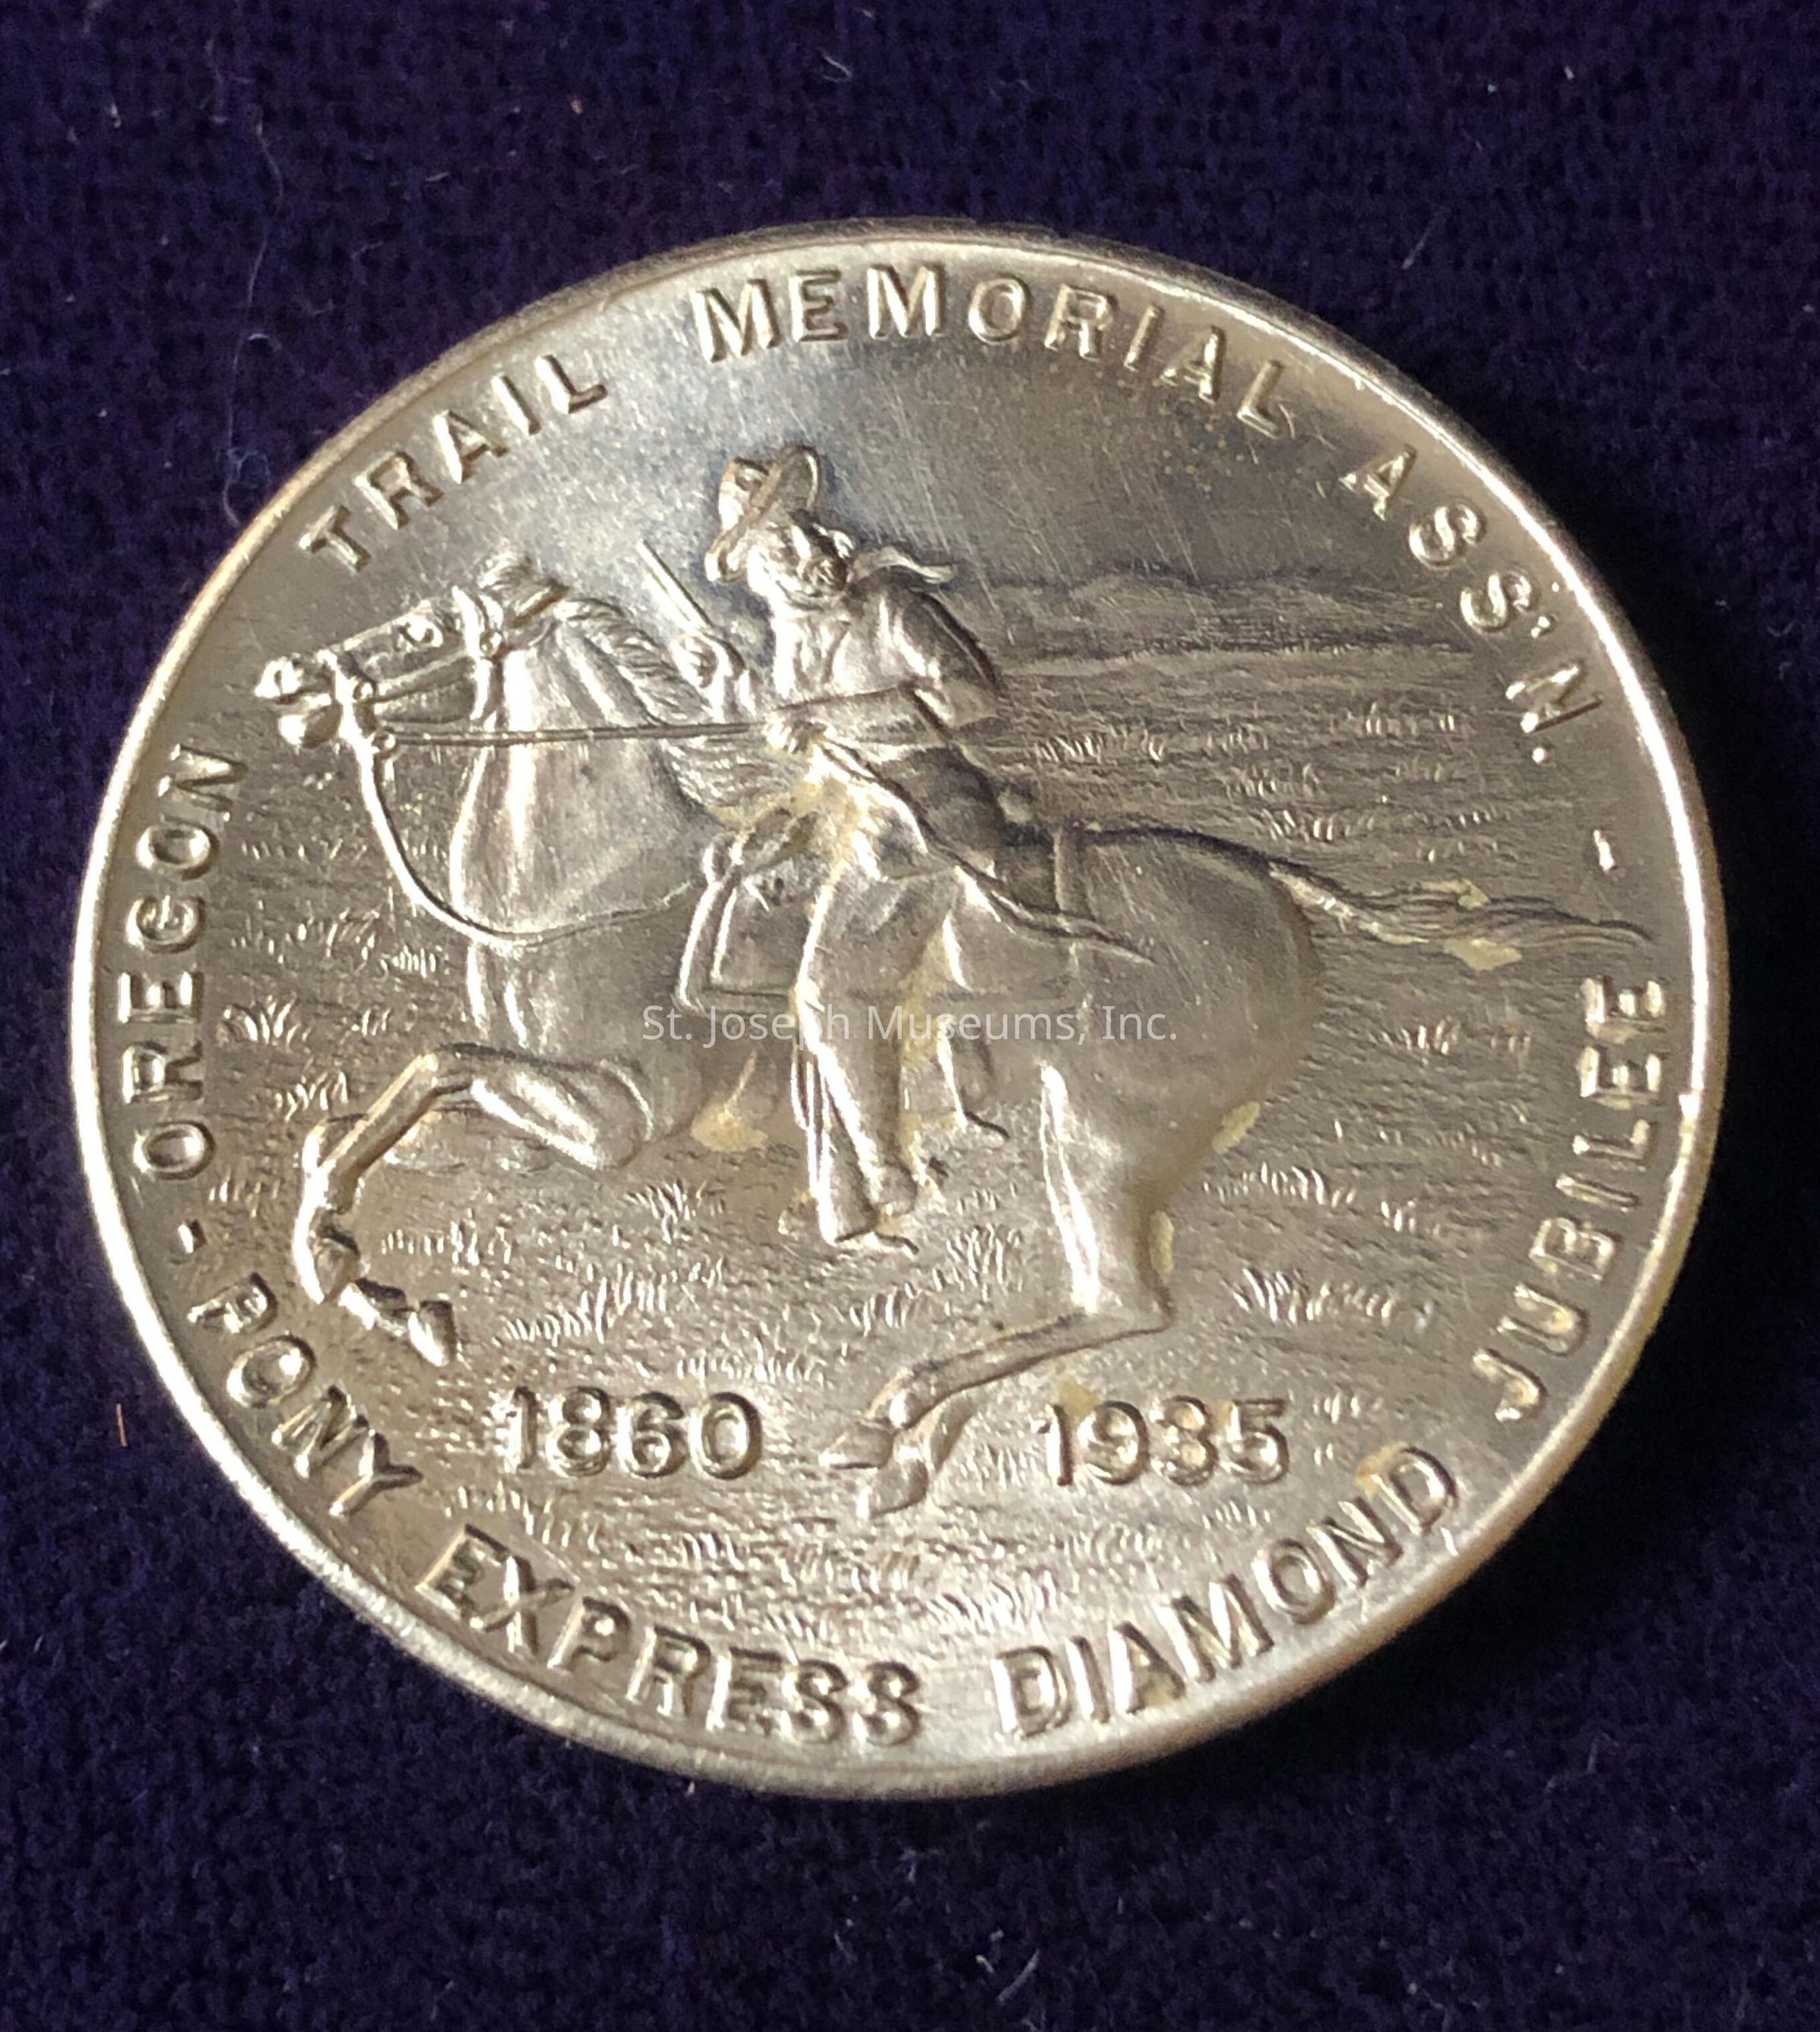 OREGON TRAIL MEMORIAL ASS'N. -
- PONY EXPRESS DIAMOND JUBILEE
1860 1935
St. Joseph Museums, Inc.